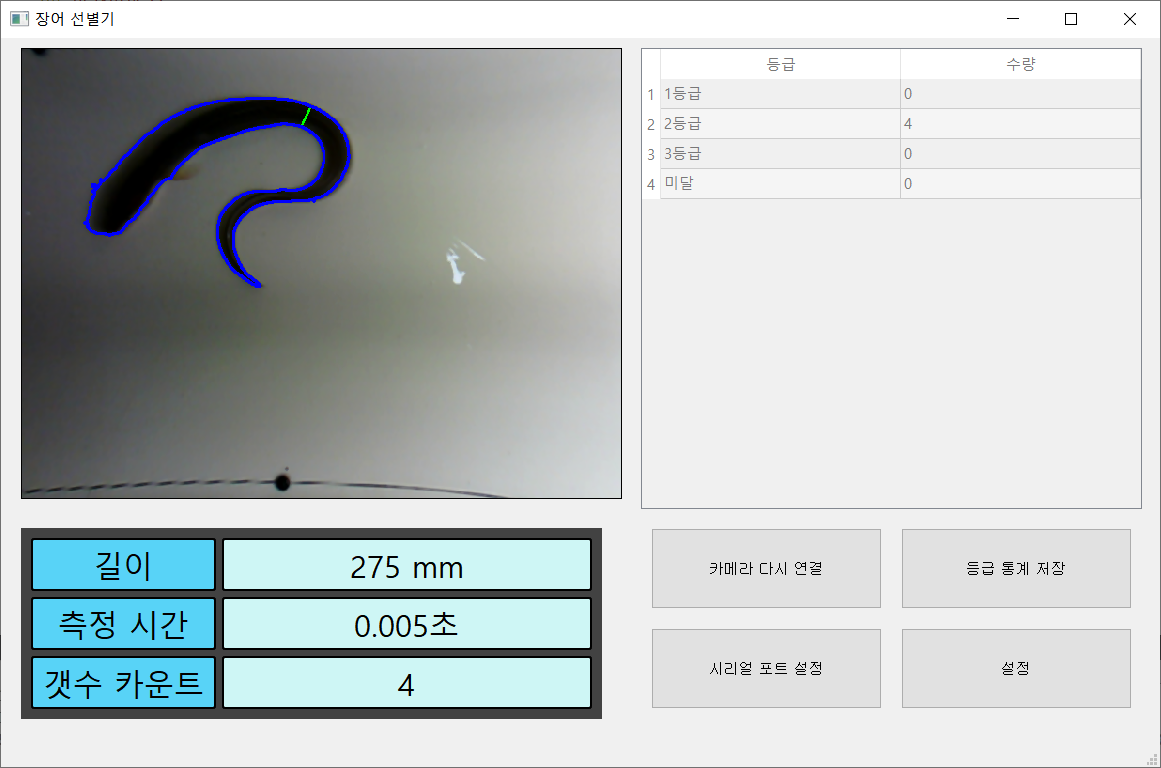 장어 선별기
등급 수량
1 1등급 0
2 2등급 4
3 3등급 0
4 미달 0
길이 275 mm
측정 시간 0.005초
갯수 카운트 4
카메라 다시 연결 등급 통계 저장
시리얼 포트 설정 설정